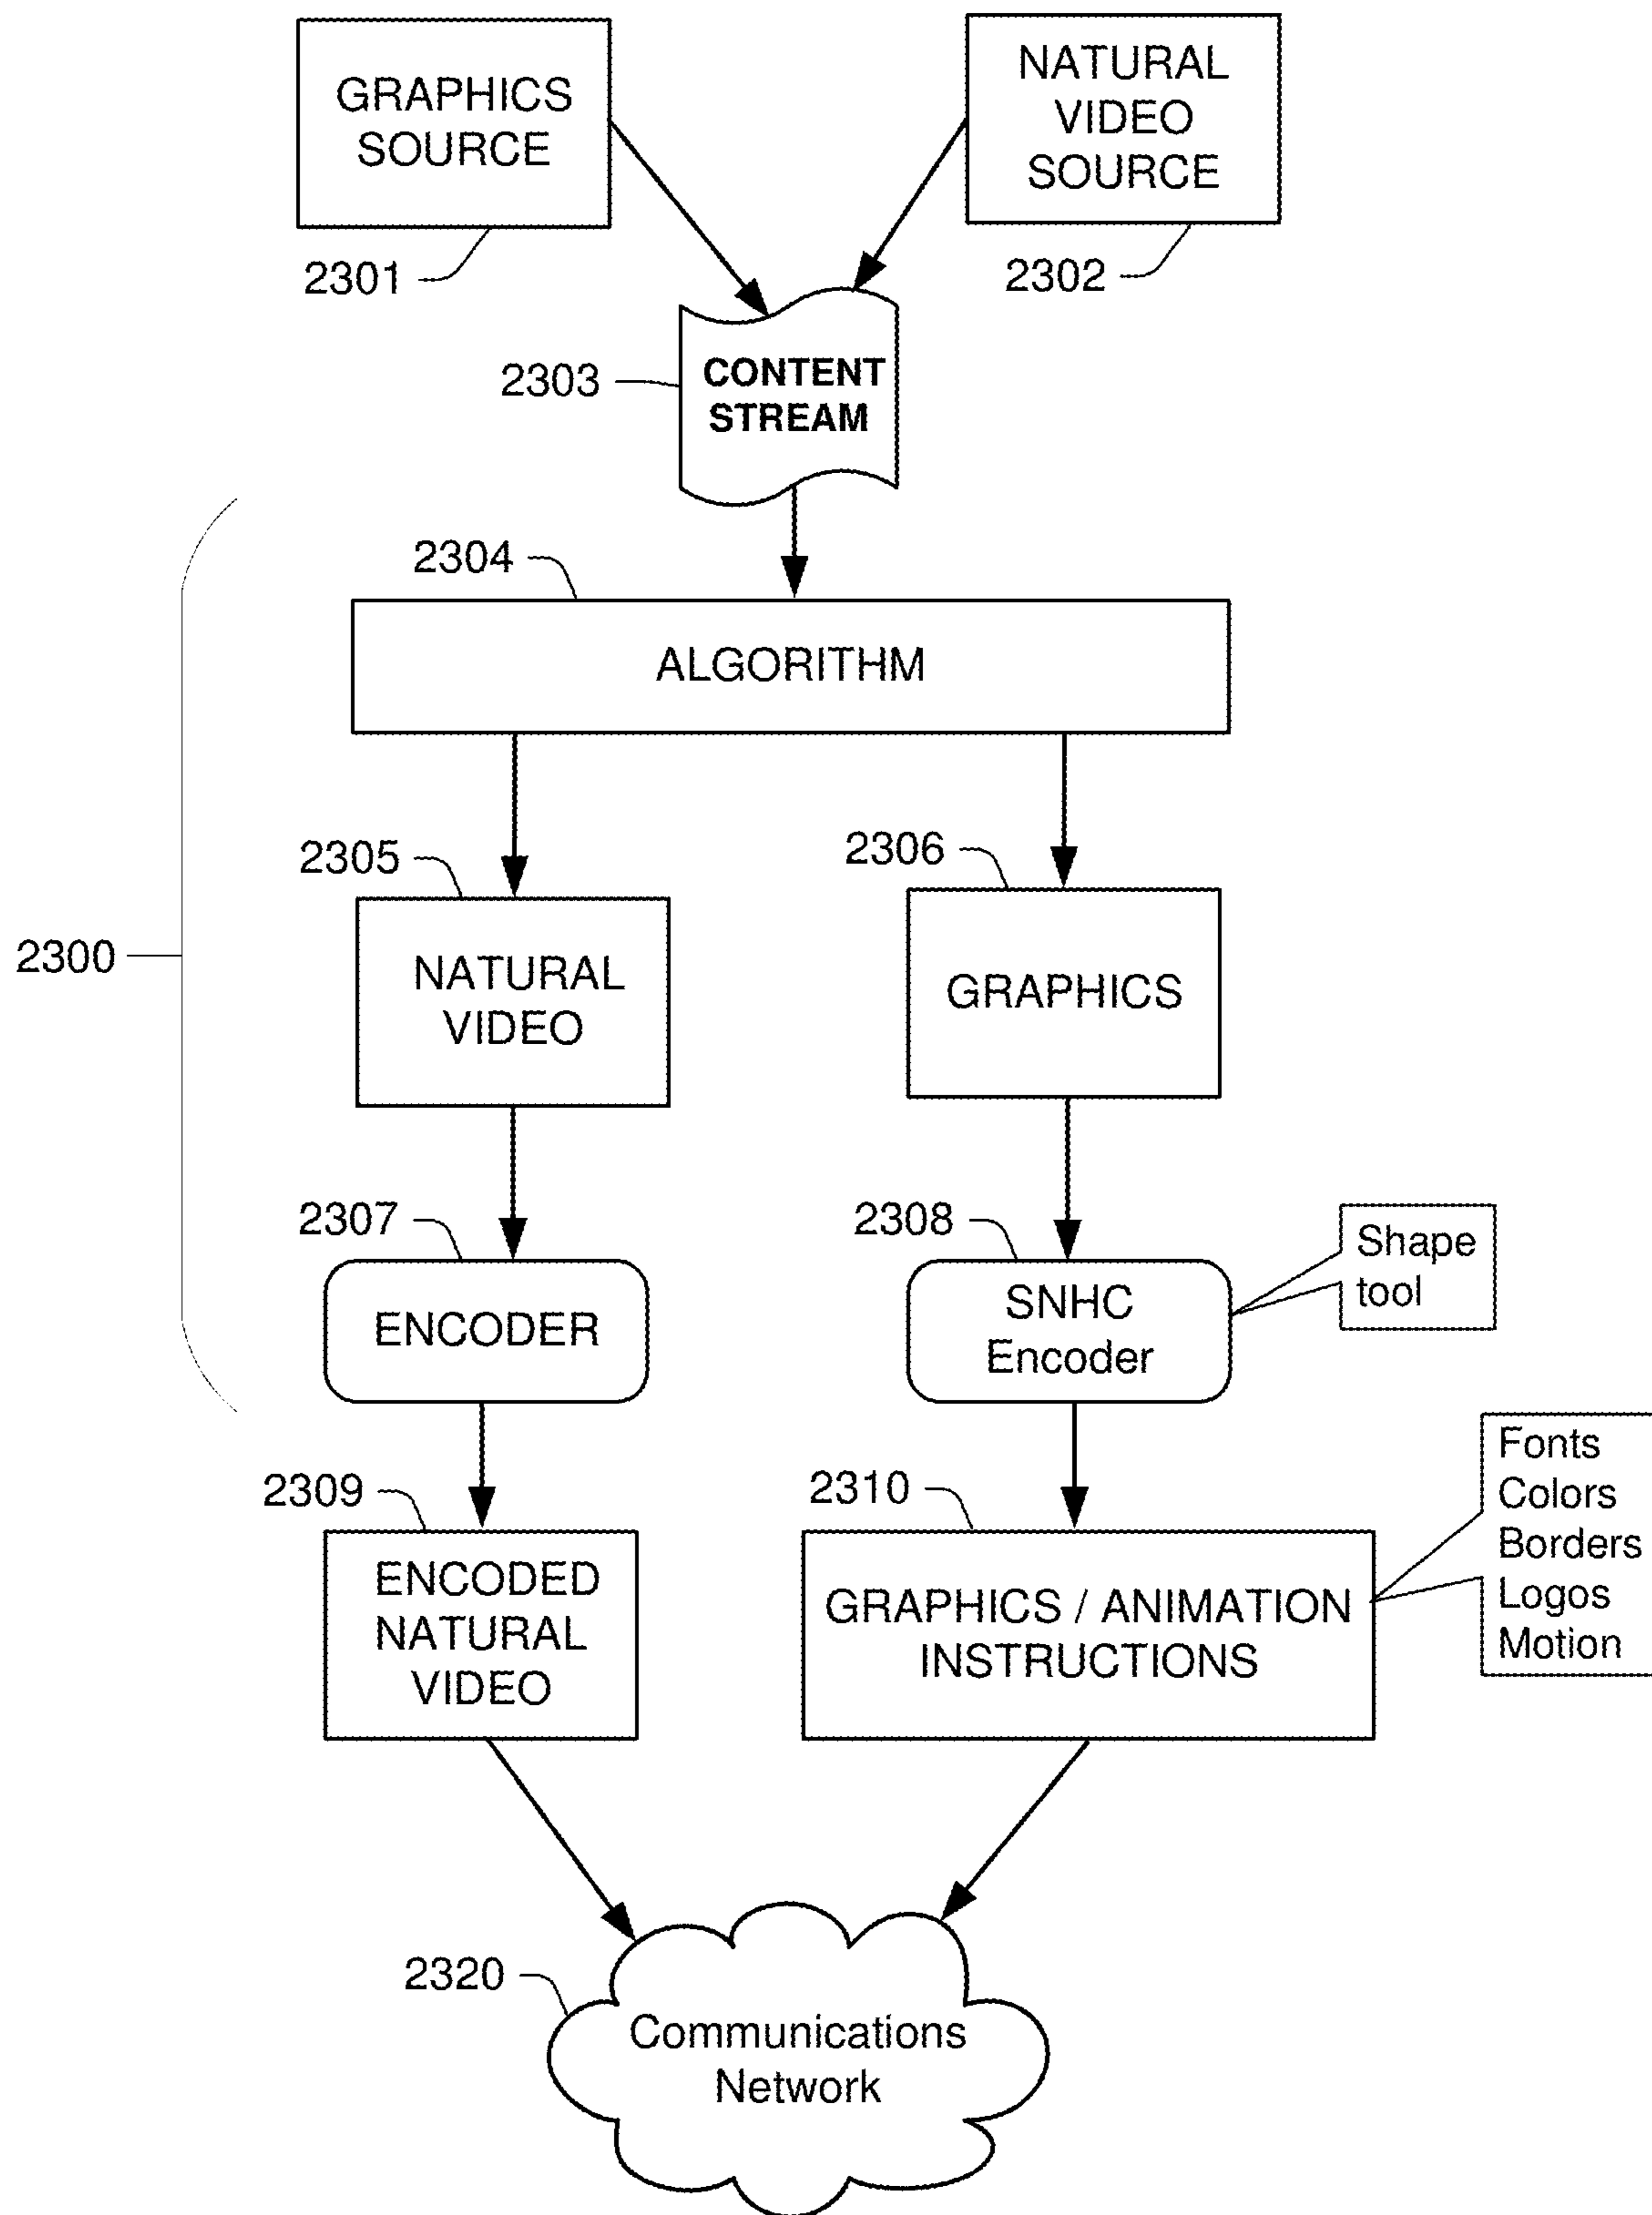 GRAPHICS
SOURCE
2301
NATURAL
VIDEO
SOURCE
2302
2303
CONTENT
STREAM
2304
ALGORITHM
2300
2305
NATURAL
VIDEO
2306
GRAPHICS
2307
ENCODER
2308
SNHC
Encoder
Shape
tool
2309
ENCODED
NATURAL
VIDEO
2310
GRAPHICS / ANIMATION
INSTRUCTIONS
Fonts
Colors
Borders
Logos
Motion
2320
Communications
Network